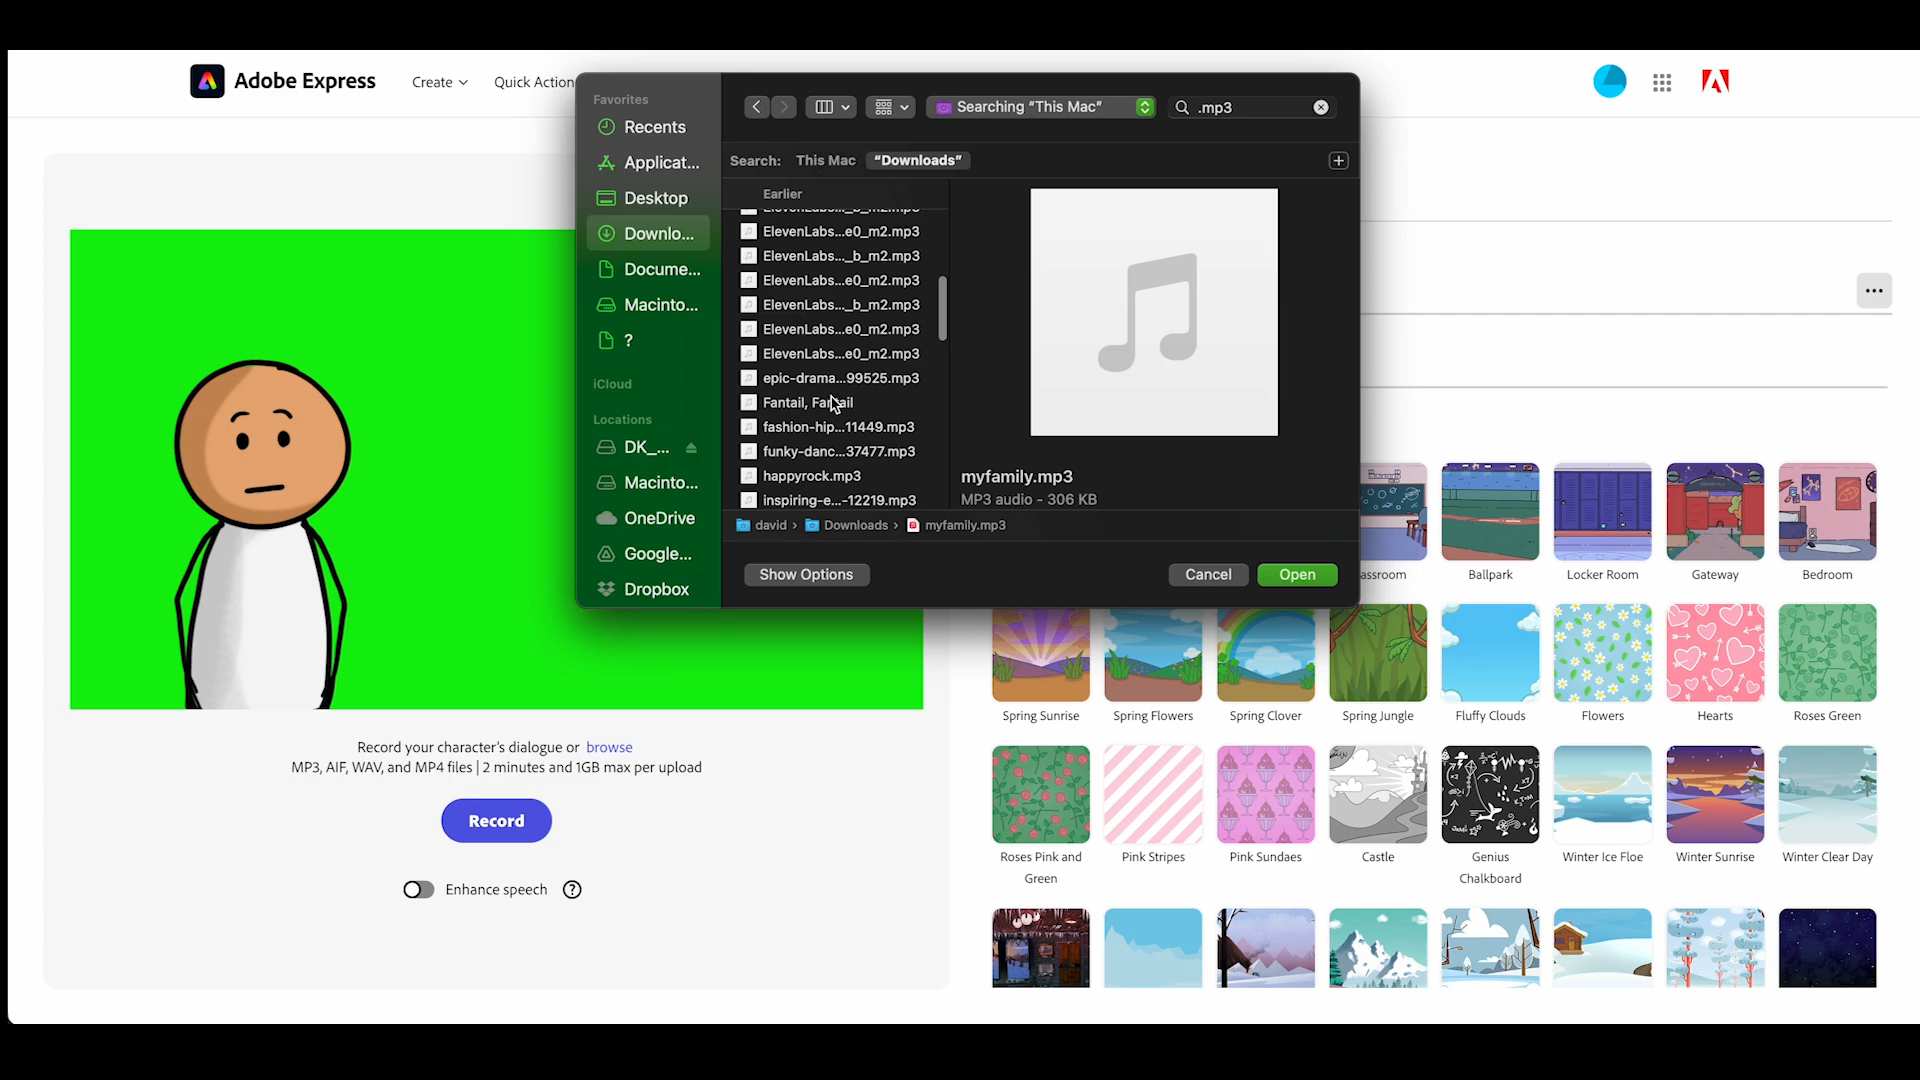 Adobe Express
Create
Quick Action
Favorites
Recents
Applicat...
Desktop
Downlo...
Docume...
Macinto...
?
iCloud
Locations
DK_...
Macinto...
OneDrive
Google...
Dropbox
Searching “This Mac”
.mp3
Search:
This Mac
“Downloads”
Earlier
ElevenLabs..._b_m2.mp3
ElevenLabs...e0_m2.mp3
ElevenLabs..._b_m2.mp3
ElevenLabs...e0_m2.mp3
ElevenLabs..._b_m2.mp3
ElevenLabs...e0_m2.mp3
ElevenLabs...e0_m2.mp3
epic-drama...99525.mp3
Fantail, Fantail
fashion-hip...11449.mp3
funky-danc...37477.mp3
happyrock.mp3
inspiring-e...-12219.mp3
myfamily.mp3
MP3 audio - 306 KB
david › Downloads › myfamily.mp3
Show Options
Cancel
Open
Record your character’s dialogue or browse
MP3, AIF, WAV, and MP4 files | 2 minutes and 1GB max per upload
Record
Enhance speech ?
assroom
Ballpark
Locker Room
Gateway
Bedroom
Spring Sunrise
Spring Flowers
Spring Clover
Spring Jungle
Fluffy Clouds
Flowers
Hearts
Roses Green
Roses Pink and
Green
Pink Stripes
Pink Sundaes
Castle
Genius
Chalkboard
Winter Ice Floe
Winter Sunrise
Winter Clear Day